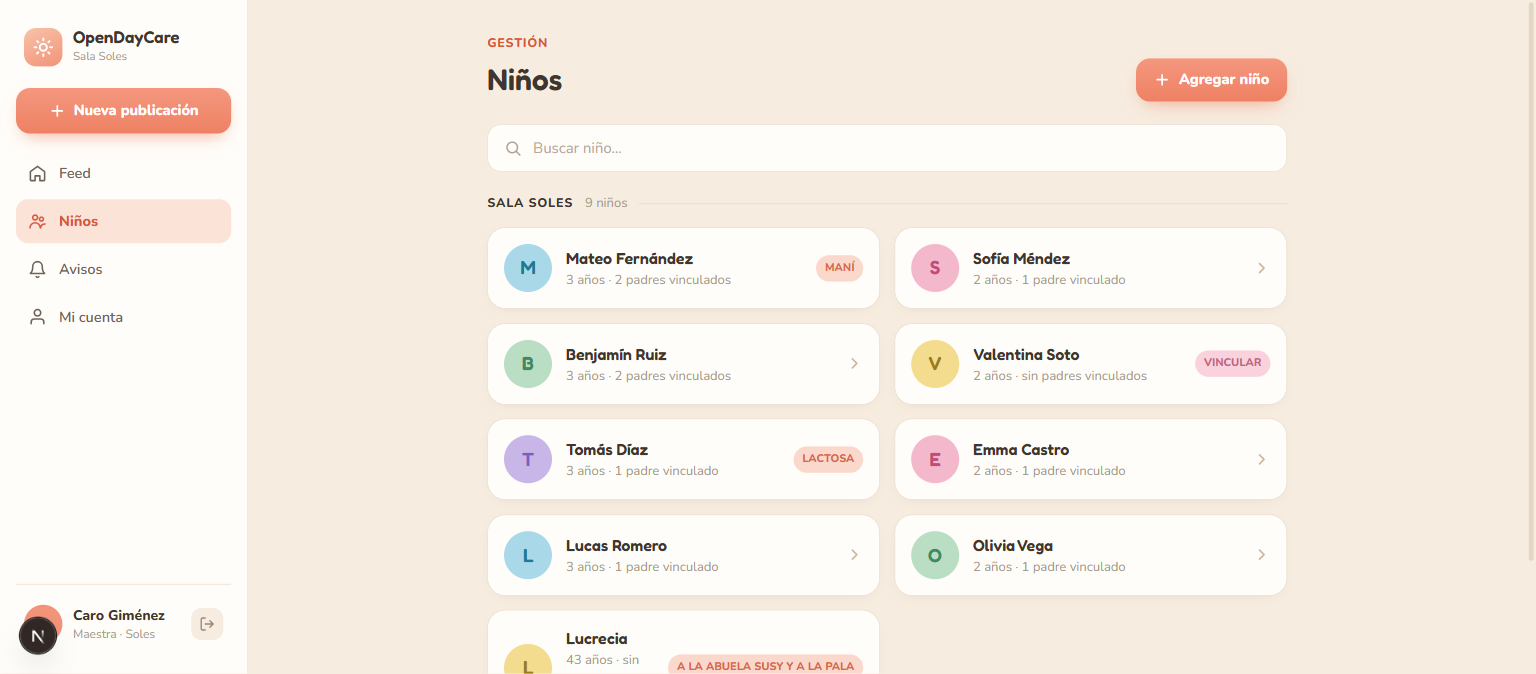 OpenDayCare
Sala Soles
Nueva publicación
Feed
Niños
Avisos
Mi cuenta
Caro Giménez
Maestra · Soles
N
GESTIÓN
Niños
Agregar niño
Buscar niño...
SALA SOLES 9 niños
M
Mateo Fernández
3 años · 2 padres vinculados
MANÍ
S
Sofía Méndez
2 años · 1 padre vinculado
B
Benjamín Ruiz
3 años · 2 padres vinculados
V
Valentina Soto
2 años · sin padres vinculados
VINCULAR
T
Tomás Díaz
3 años · 1 padre vinculado
LACTOSA
E
Emma Castro
2 años · 1 padre vinculado
L
Lucas Romero
3 años · 1 padre vinculado
O
Olivia Vega
2 años · 1 padre vinculado
L
Lucrecia
43 años · sin
A LA ABUELA SUSY Y A LA PALA